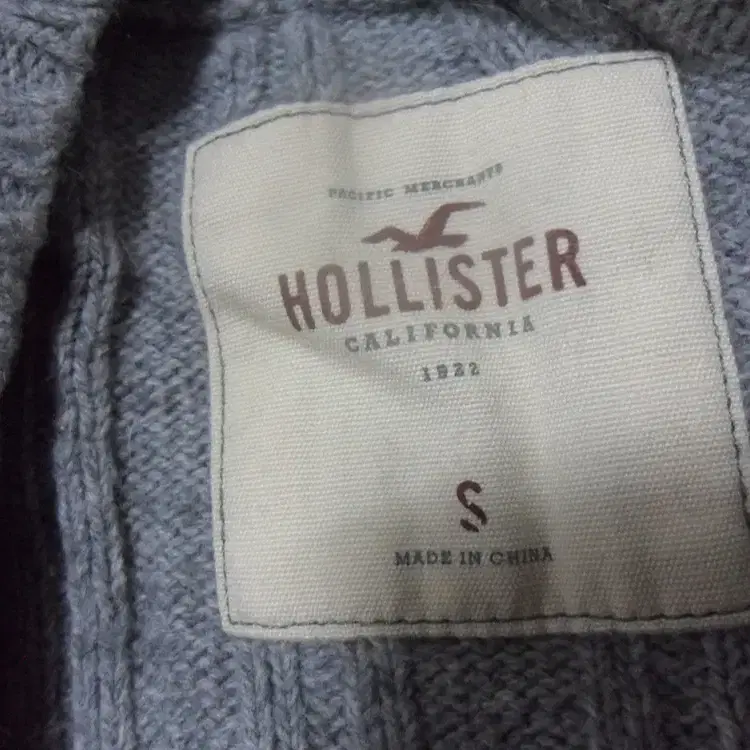 PACIFIC MERCHANTS
HOLLISTER
CALIFORNIA
1922
S
MADE IN CHINA